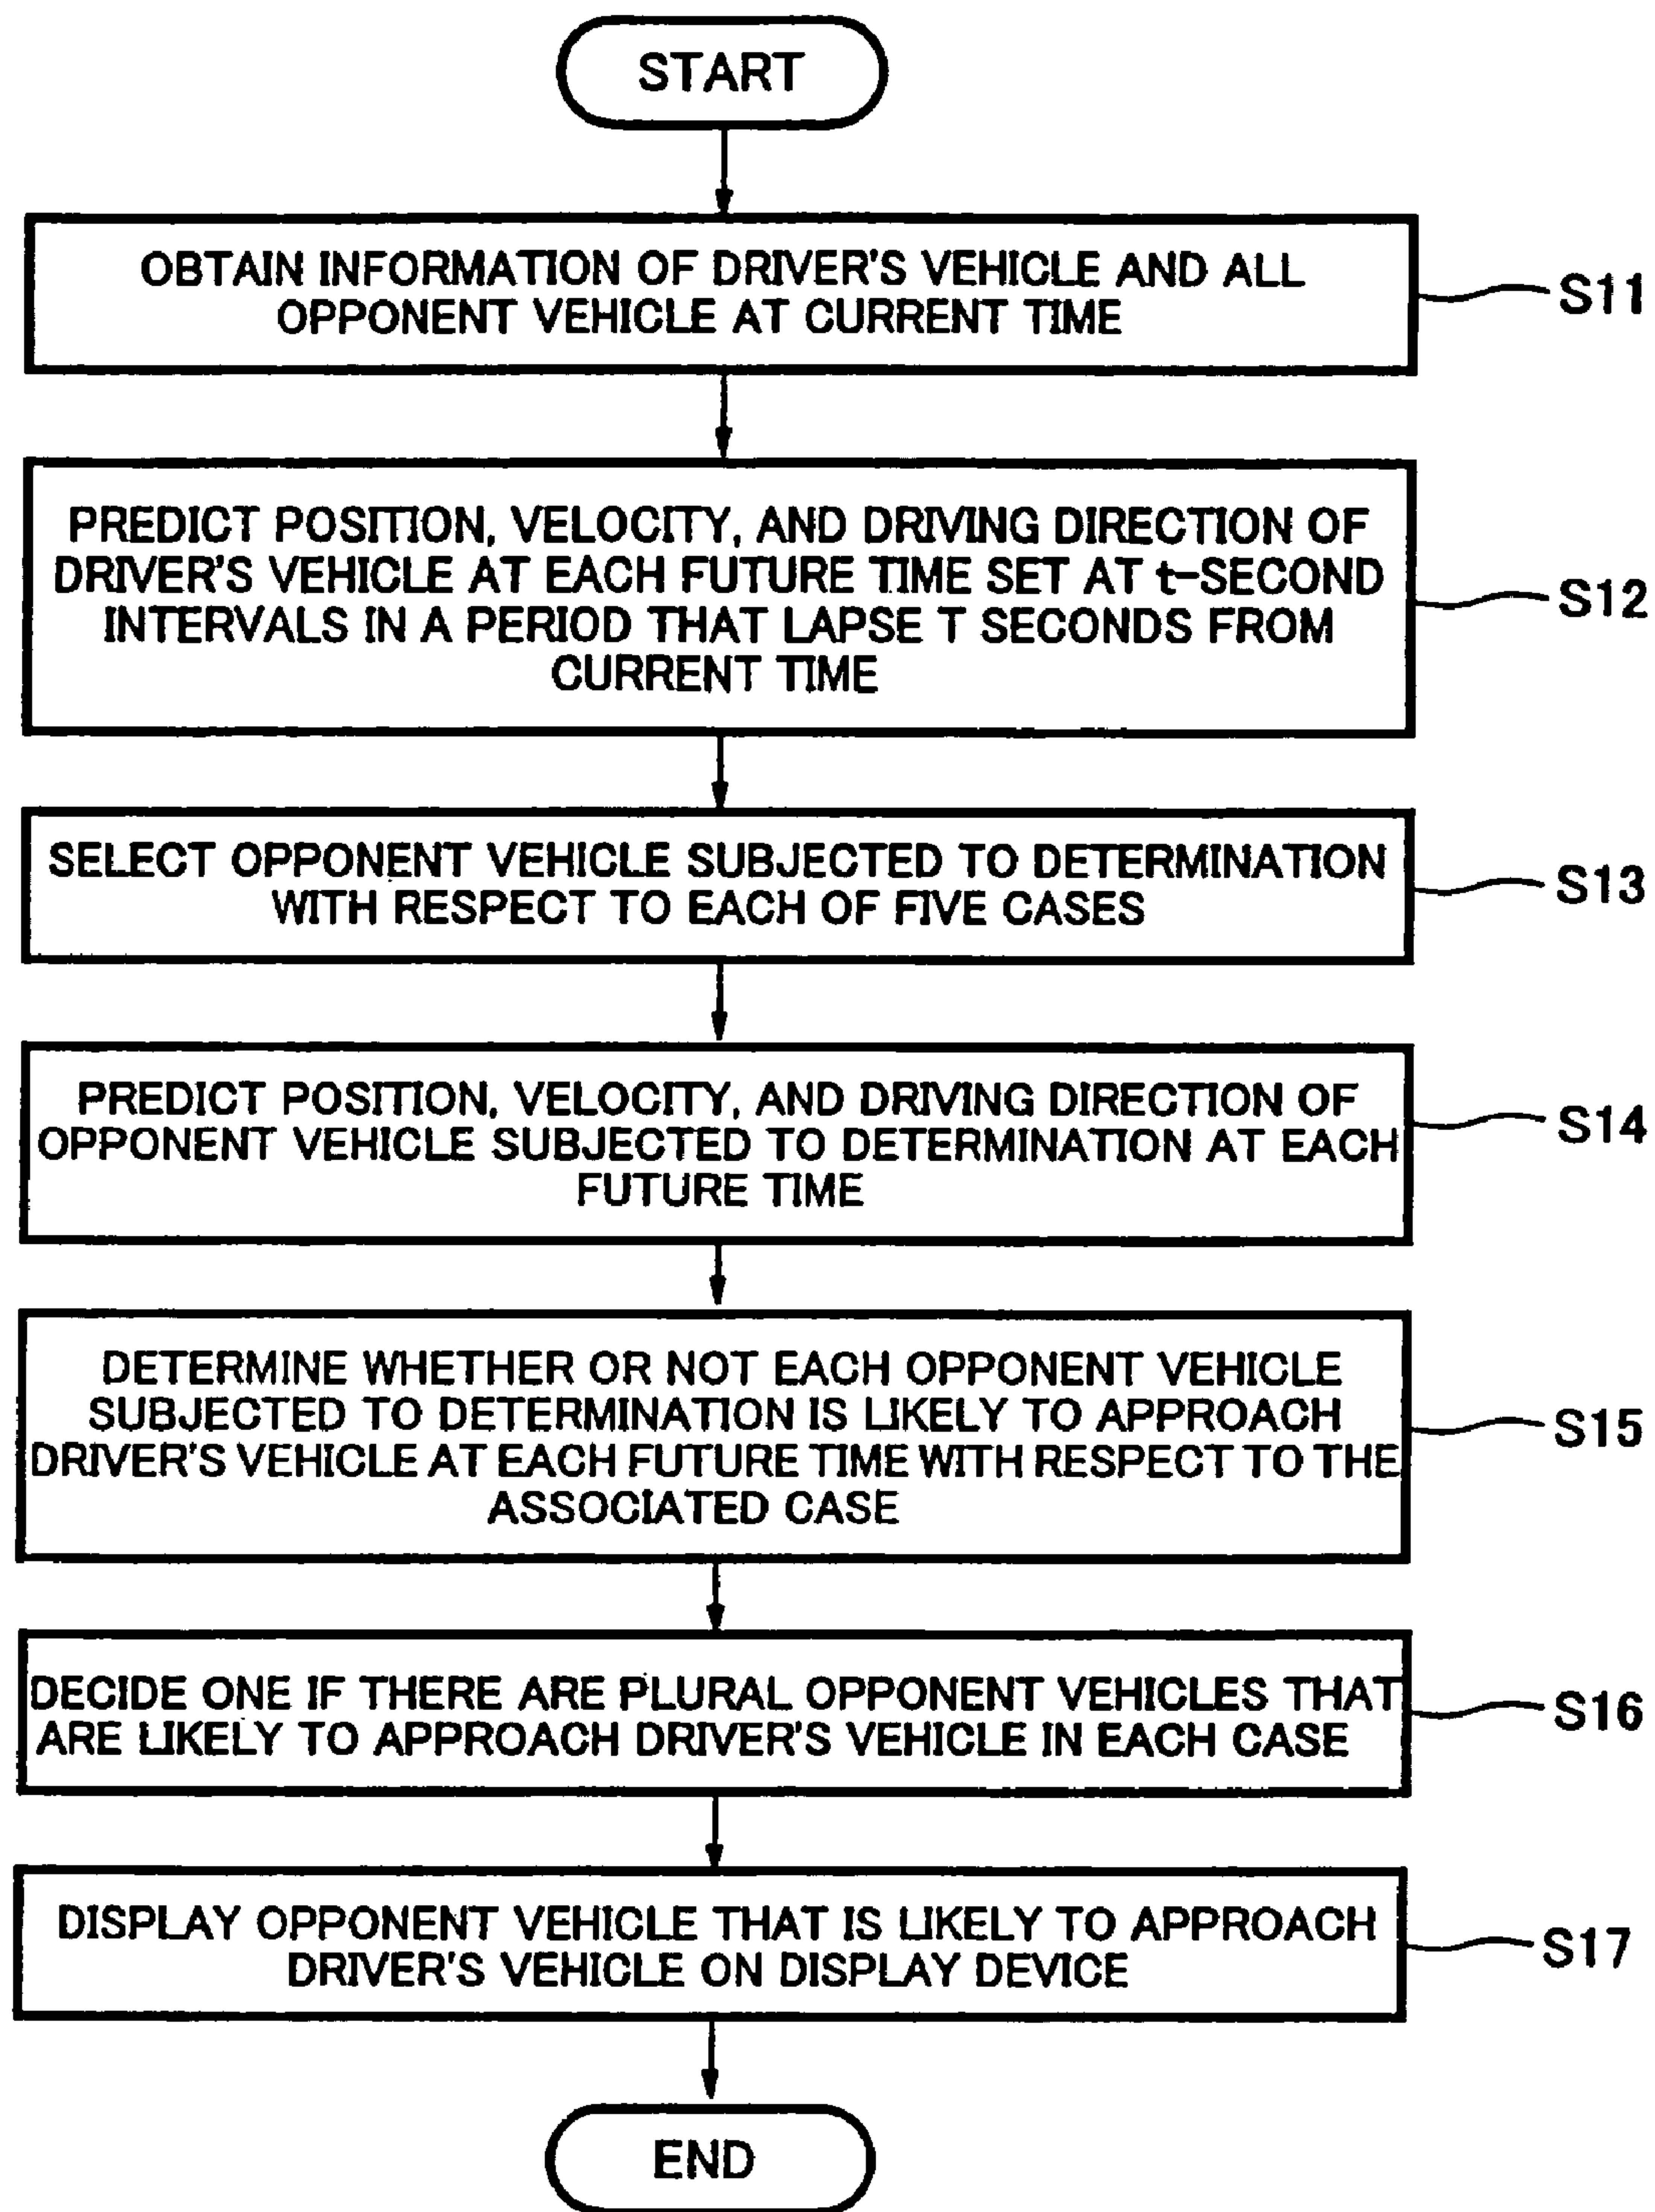 START
OBTAIN INFORMATION OF DRIVER'S VEHICLE AND ALL
OPPONENT VEHICLE AT CURRENT TIME
S11
PREDICT POSITION, VELOCITY, AND DRIVING DIRECTION OF
DRIVER'S VEHICLE AT EACH FUTURE TIME SET AT t-SECOND
INTERVALS IN A PERIOD THAT LAPSE T SECONDS FROM
CURRENT TIME
S12
SELECT OPPONENT VEHICLE SUBJECTED TO DETERMINATION
WITH RESPECT TO EACH OF FIVE CASES
S13
PREDICT POSITION, VELOCITY, AND DRIVING DIRECTION OF
OPPONENT VEHICLE SUBJECTED TO DETERMINATION AT EACH
FUTURE TIME
S14
DETERMINE WHETHER OR NOT EACH OPPONENT VEHICLE
SUBJECTED TO DETERMINATION IS LIKELY TO APPROACH
DRIVER'S VEHICLE AT EACH FUTURE TIME WITH RESPECT TO THE
ASSOCIATED CASE
S15
DECIDE ONE IF THERE ARE PLURAL OPPONENT VEHICLES THAT
ARE LIKELY TO APPROACH DRIVER'S VEHICLE IN EACH CASE
S16
DISPLAY OPPONENT VEHICLE THAT IS LIKELY TO APPROACH
DRIVER'S VEHICLE ON DISPLAY DEVICE
S17
END